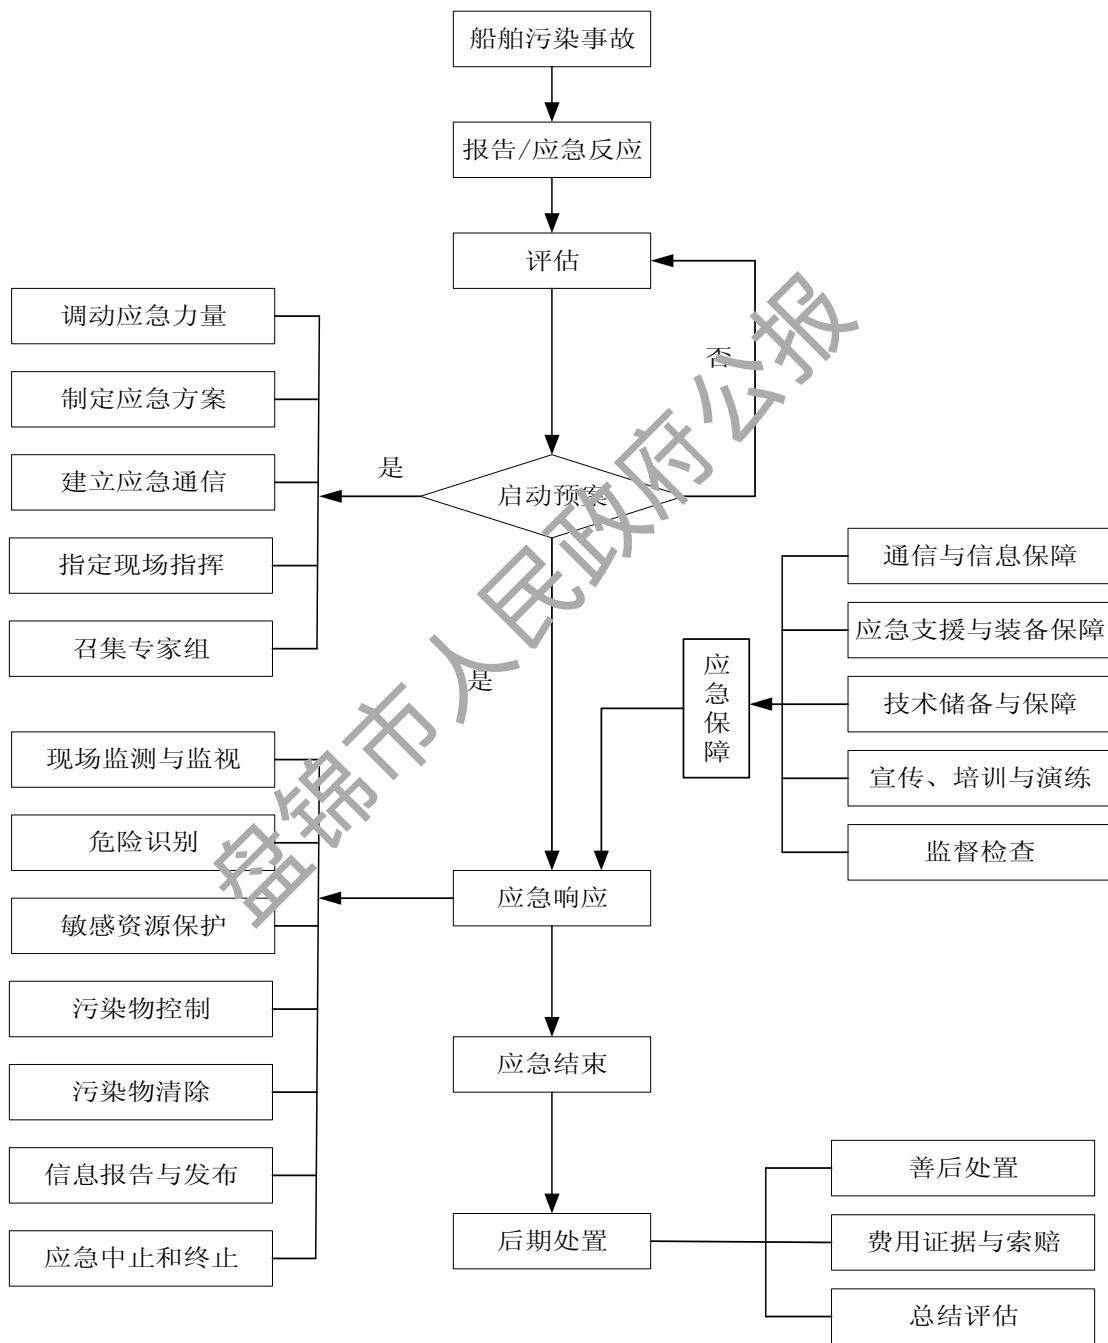 船舶污染事故
报告/应急反应
评估
调动应急力量
制定应急方案
建立应急通信
指定现场指挥
召集专家组
是
否
启动预案
是
通信与信息保障
应急支援与装备保障
技术储备与保障
宣传、培训与演练
监督检查
应急保障
现场监测与监视
危险识别
敏感资源保护
污染物控制
污染物清除
信息报告与发布
应急中止和终止
应急响应
应急结束
后期处置
善后处置
费用证据与索赔
总结评估
盘锦市人民政府公报